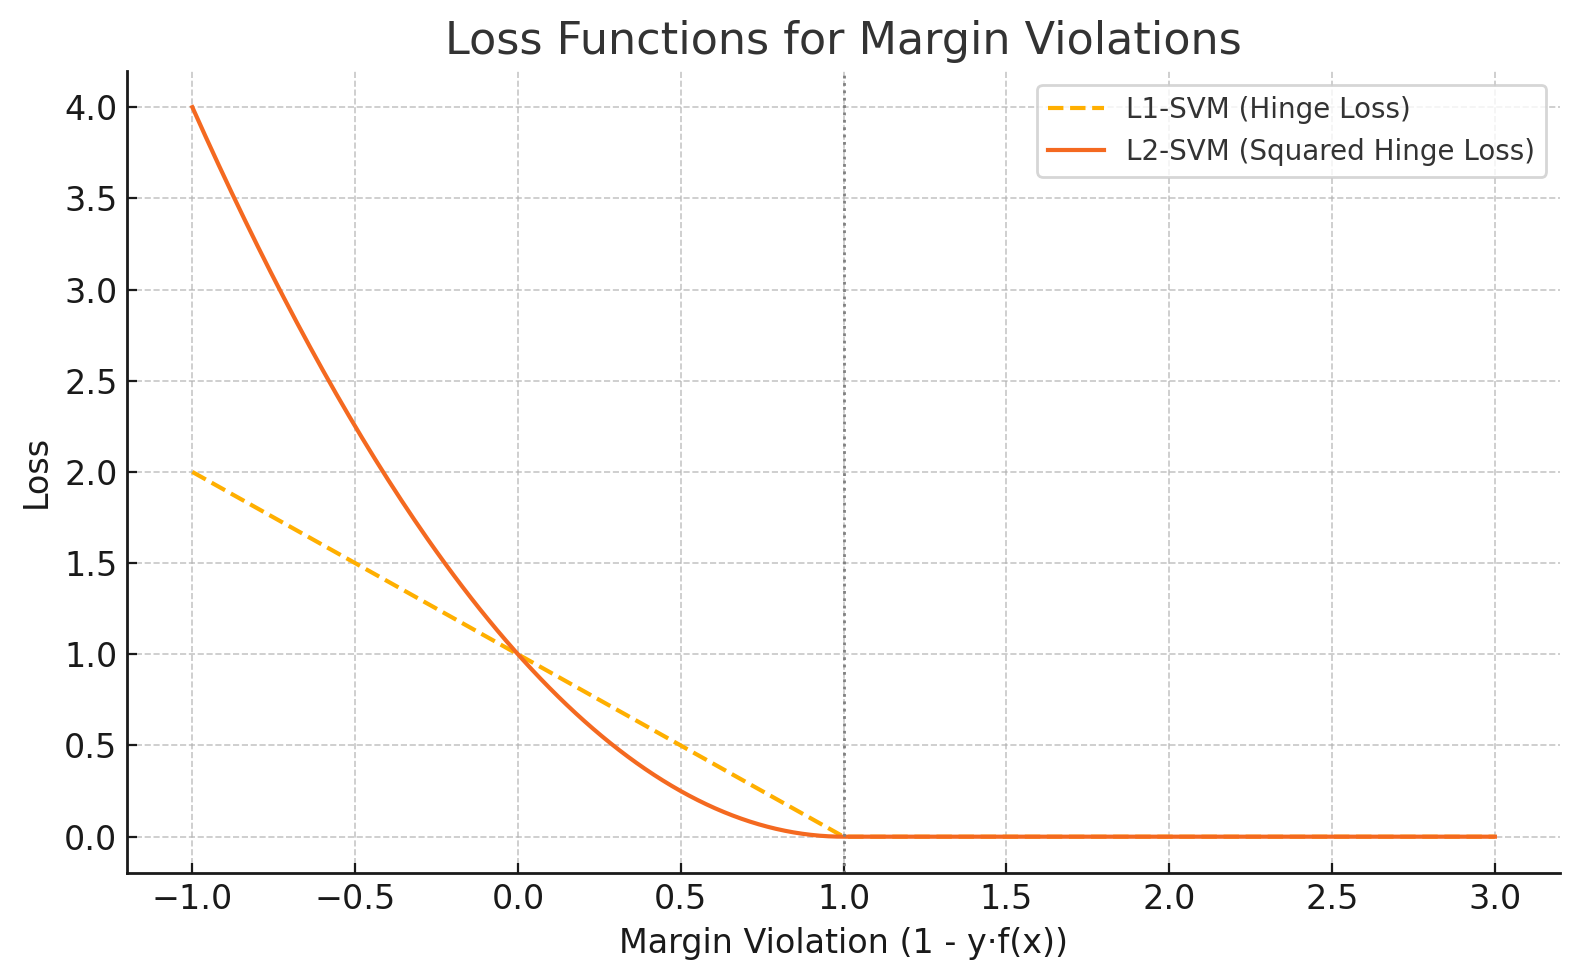 Loss Functions for Margin Violations
L1-SVM (Hinge Loss)
L2-SVM (Squared Hinge Loss)
4.0
3.5
3.0
2.5
2.0
1.5
1.0
0.5
0.0
Loss
−1.0 −0.5 0.0 0.5 1.0 1.5 2.0 2.5 3.0
Margin Violation (1 - y·f(x))